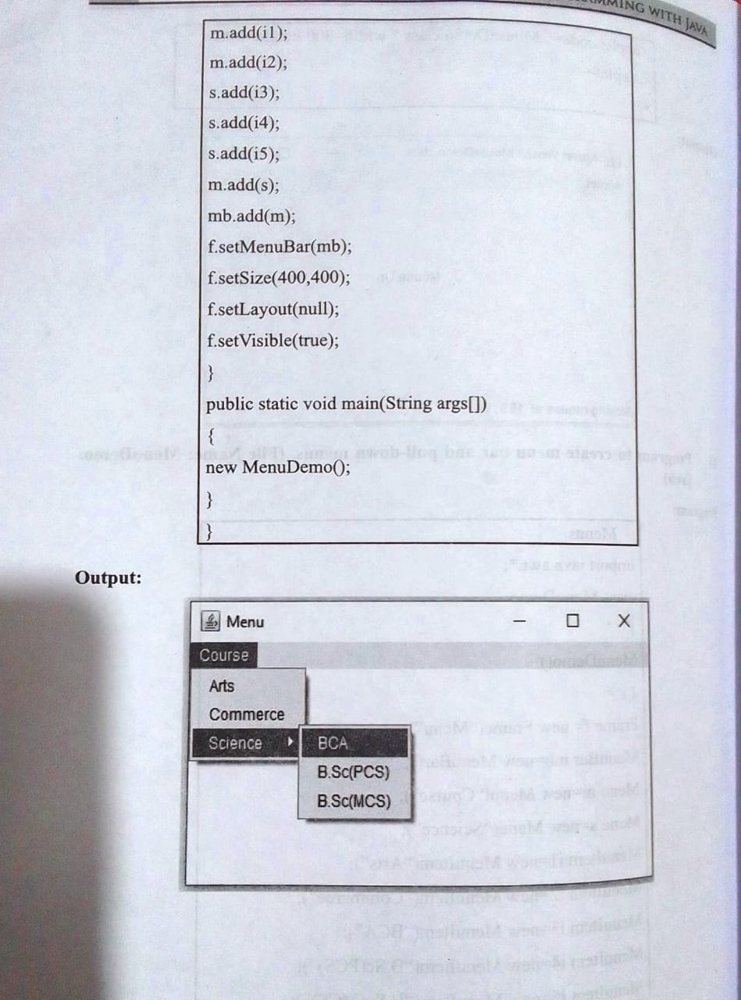 MING WITH JAVA
m.add(i1);
m.add(i2);
s.add(i3);
s.add(i4);
s.add(i5);
m.add(s);
mb.add(m);
f.setMenuBar(mb);
f.setSize(400,400);
f.setLayout(null);
f.setVisible(true);
}
public static void main(String args[])
{
new MenuDemo();
}
}
Output:
Menu
Course
Arts
Commerce
Science BCA
B.Sc(PCS)
B.Sc(MCS)